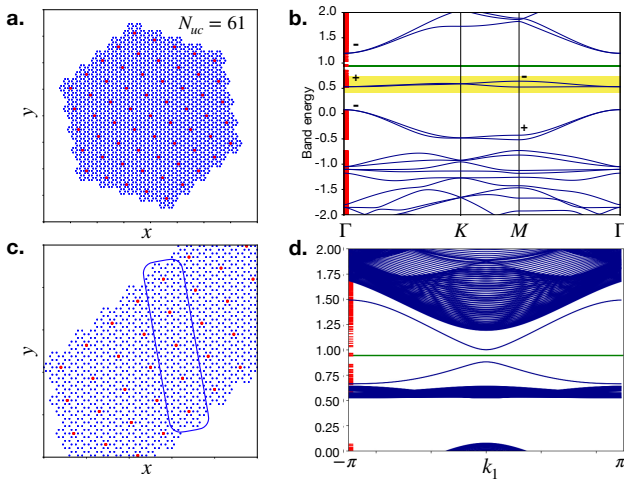 a.
N_uc = 61
y
x
b.
Band energy
2.0
1.5
1.0
0.5
0.0
-0.5
-1.0
-1.5
-2.0
-
+
-
-
+
Γ K M Γ
c.
y
x
d.
2.00
1.75
1.50
1.25
1.00
0.75
0.50
0.25
0.00
−π k₁ π